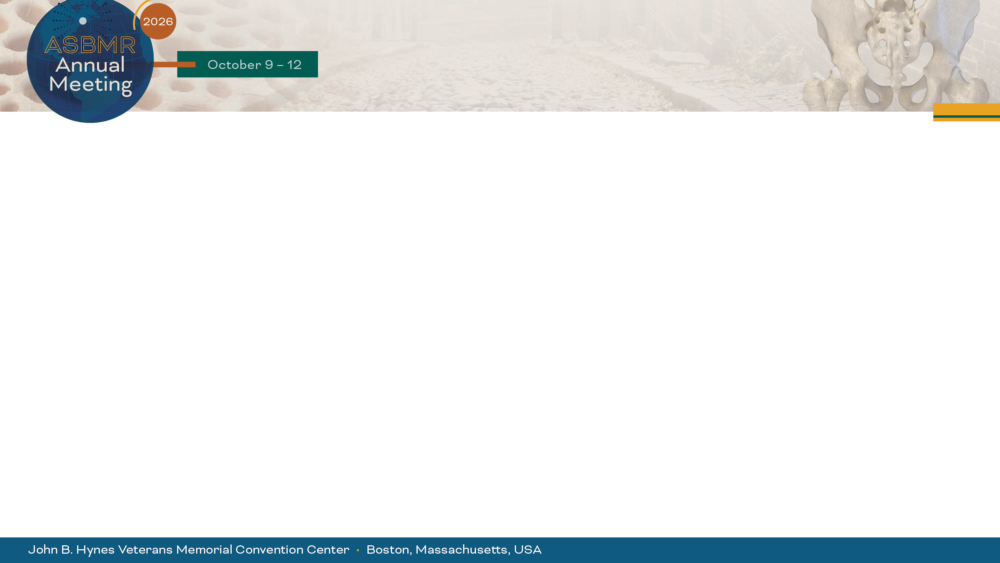 2026
ASBMR
Annual
Meeting
October 9 – 12
John B. Hynes Veterans Memorial Convention Center • Boston, Massachusetts, USA